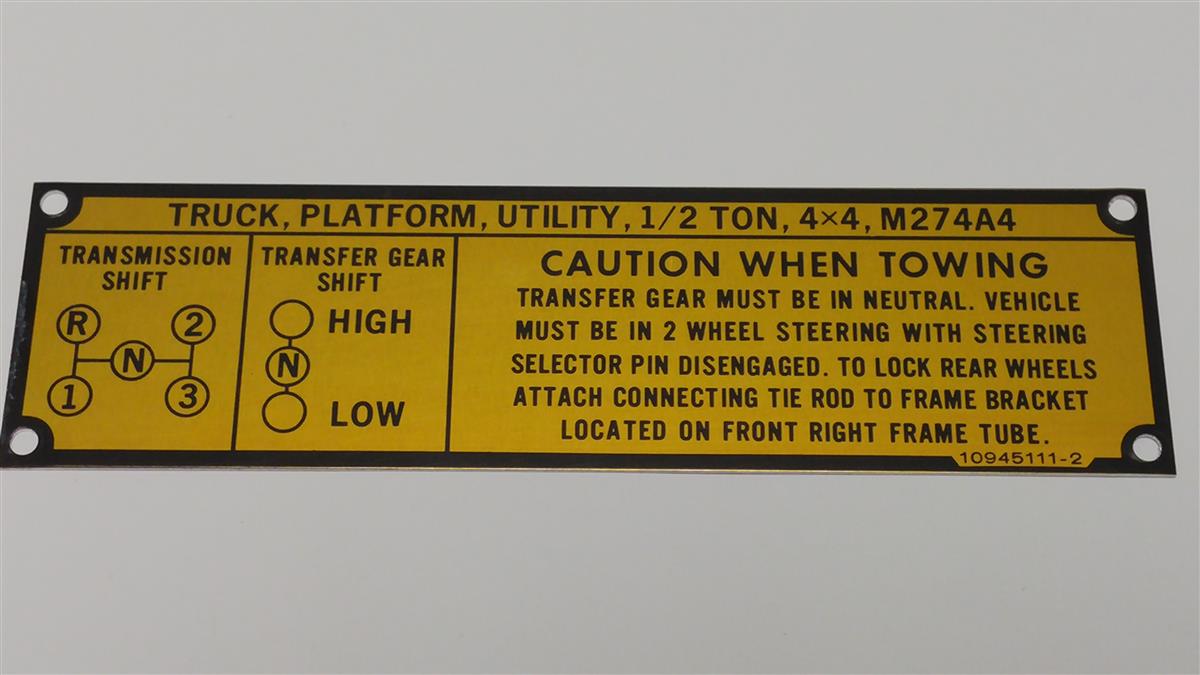 TRUCK, PLATFORM, UTILITY, 1/2 TON, 4×4, M274A4
TRANSMISSION
SHIFT
R 2
N
1 3
TRANSFER GEAR
SHIFT
HIGH
N
LOW
CAUTION WHEN TOWING
TRANSFER GEAR MUST BE IN NEUTRAL. VEHICLE
MUST BE IN 2 WHEEL STEERING WITH STEERING
SELECTOR PIN DISENGAGED. TO LOCK REAR WHEELS
ATTACH CONNECTING TIE ROD TO FRAME BRACKET
LOCATED ON FRONT RIGHT FRAME TUBE.
10945111-2